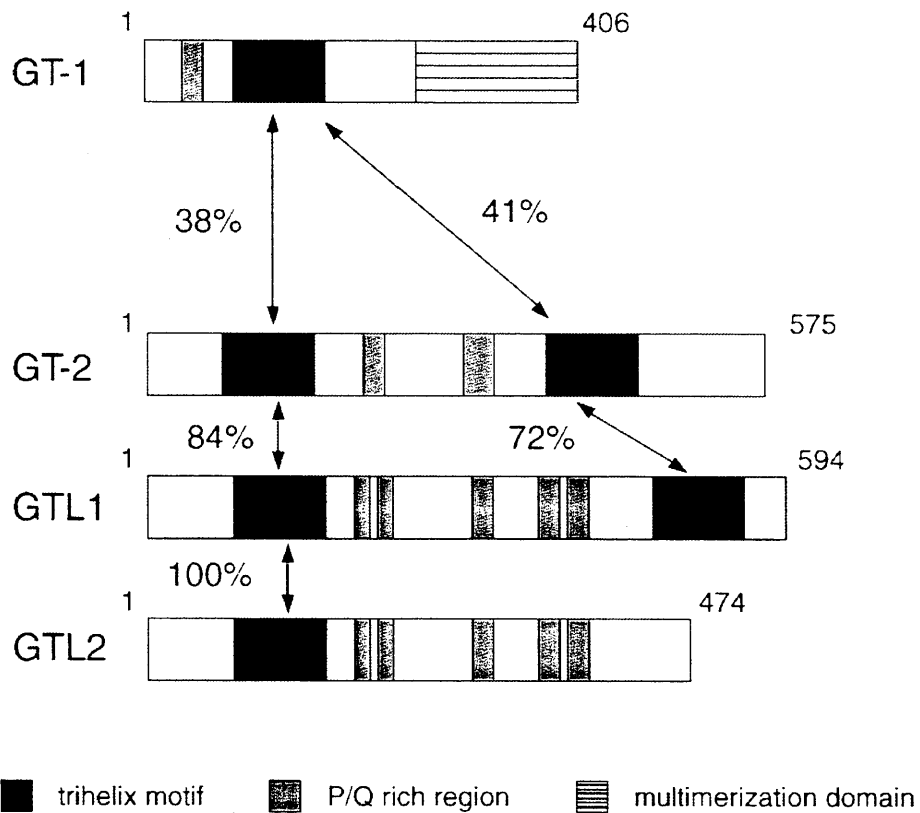 1 406
GT-1
38% 41%
1 575
GT-2
84% 72%
1 594
GTL1
100%
1 474
GTL2
trihelix motif P/Q rich region multimerization domain